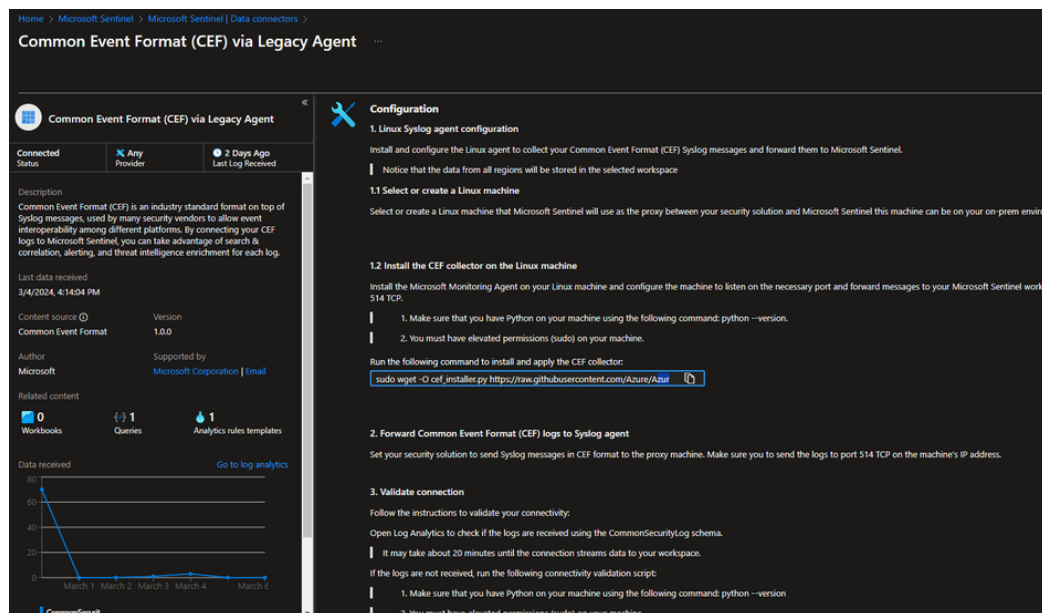 Home > Microsoft Sentinel > Microsoft Sentinel | Data connectors >
Common Event Format (CEF) via Legacy Agent ...
«
Common Event Format (CEF) via Legacy Agent
Connected
Status
Any
Provider
2 Days Ago
Last Log Received
Description
Common Event Format (CEF) is an industry standard format on top of
Syslog messages, used by many security vendors to allow event
interoperability among different platforms. By connecting your CEF
logs to Microsoft Sentinel, you can take advantage of search &
correlation, alerting, and threat intelligence enrichment for each log.
Last data received
3/4/2024, 4:14:04 PM
Content source
Common Event Format
Version
1.0.0
Author
Microsoft
Supported by
Microsoft Corporation | Email
Related content
0
Workbooks
1
Queries
1
Analytics rules templates
Data received
Go to log analytics
80
60
40
20
0
March 1 March 2 March 3 March 4 March 6
Configuration
1. Linux Syslog agent configuration
Install and configure the Linux agent to collect your Common Event Format (CEF) Syslog messages and forward them to Microsoft Sentinel.
Notice that the data from all regions will be stored in the selected workspace
1.1 Select or create a Linux machine
Select or create a Linux machine that Microsoft Sentinel will use as the proxy between your security solution and Microsoft Sentinel this machine can be on your on-prem envir
1.2 Install the CEF collector on the Linux machine
Install the Microsoft Monitoring Agent on your Linux machine and configure the machine to listen on the necessary port and forward messages to your Microsoft Sentinel work
514 TCP.
1. Make sure that you have Python on your machine using the following command: python --version.
2. You must have elevated permissions (sudo) on your machine.
Run the following command to install and apply the CEF collector:
sudo wget -O cef_installer.py https://raw.githubusercontent.com/Azure/Azur
2. Forward Common Event Format (CEF) logs to Syslog agent
Set your security solution to send Syslog messages in CEF format to the proxy machine. Make sure you to send the logs to port 514 TCP on the machine's IP address.
3. Validate connection
Follow the instructions to validate your connectivity:
Open Log Analytics to check if the logs are received using the CommonSecurityLog schema.
It may take about 20 minutes until the connection streams data to your workspace.
If the logs are not received, run the following connectivity validation script:
1. Make sure that you have Python on your machine using the following command: python --version